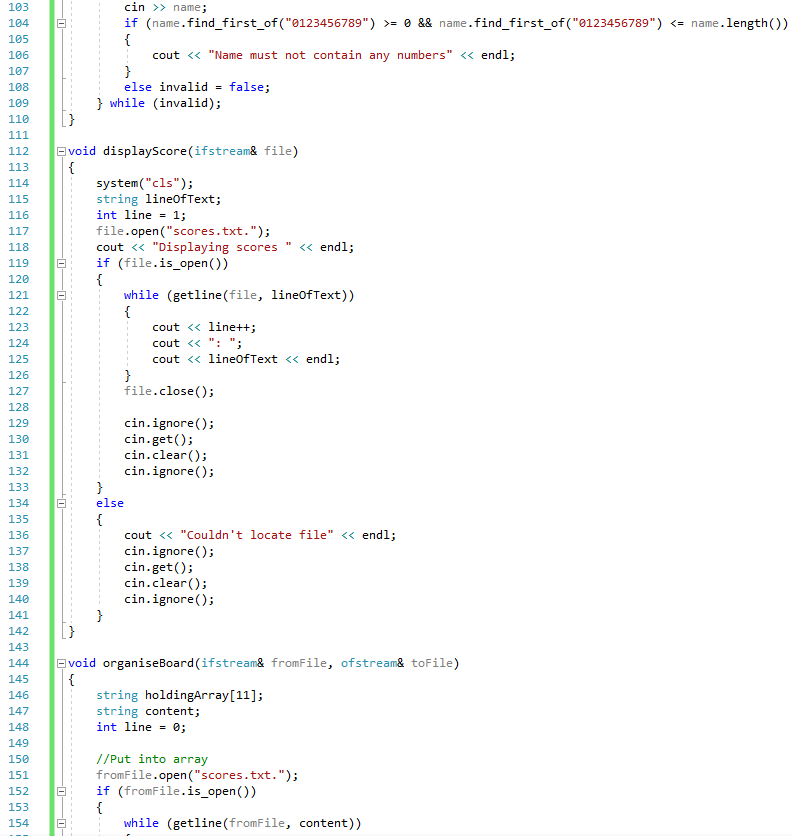 103 cin >> name;
104 if (name.find_first_of("0123456789") >= 0 && name.find_first_of("0123456789") <= name.length())
105 {
106 cout << "Name must not contain any numbers" << endl;
107 }
108 else invalid = false;
109 } while (invalid);
110 }
111
112 void displayScore(ifstream& file)
113 {
114 system("cls");
115 string lineOfText;
116 int line = 1;
117 file.open("scores.txt.");
118 cout << "Displaying scores " << endl;
119 if (file.is_open())
120 {
121 while (getline(file, lineOfText))
122 {
123 cout << line++;
124 cout << ": ";
125 cout << lineOfText << endl;
126 }
127 file.close();
128
129 cin.ignore();
130 cin.get();
131 cin.clear();
132 cin.ignore();
133 }
134 else
135 {
136 cout << "Couldn't locate file" << endl;
137 cin.ignore();
138 cin.get();
139 cin.clear();
140 cin.ignore();
141 }
142 }
143
144 void organiseBoard(ifstream& fromFile, ofstream& toFile)
145 {
146 string holdingArray[11];
147 string content;
148 int line = 0;
149
150 //Put into array
151 fromFile.open("scores.txt.");
152 if (fromFile.is_open())
153 {
154 while (getline(fromFile, content))